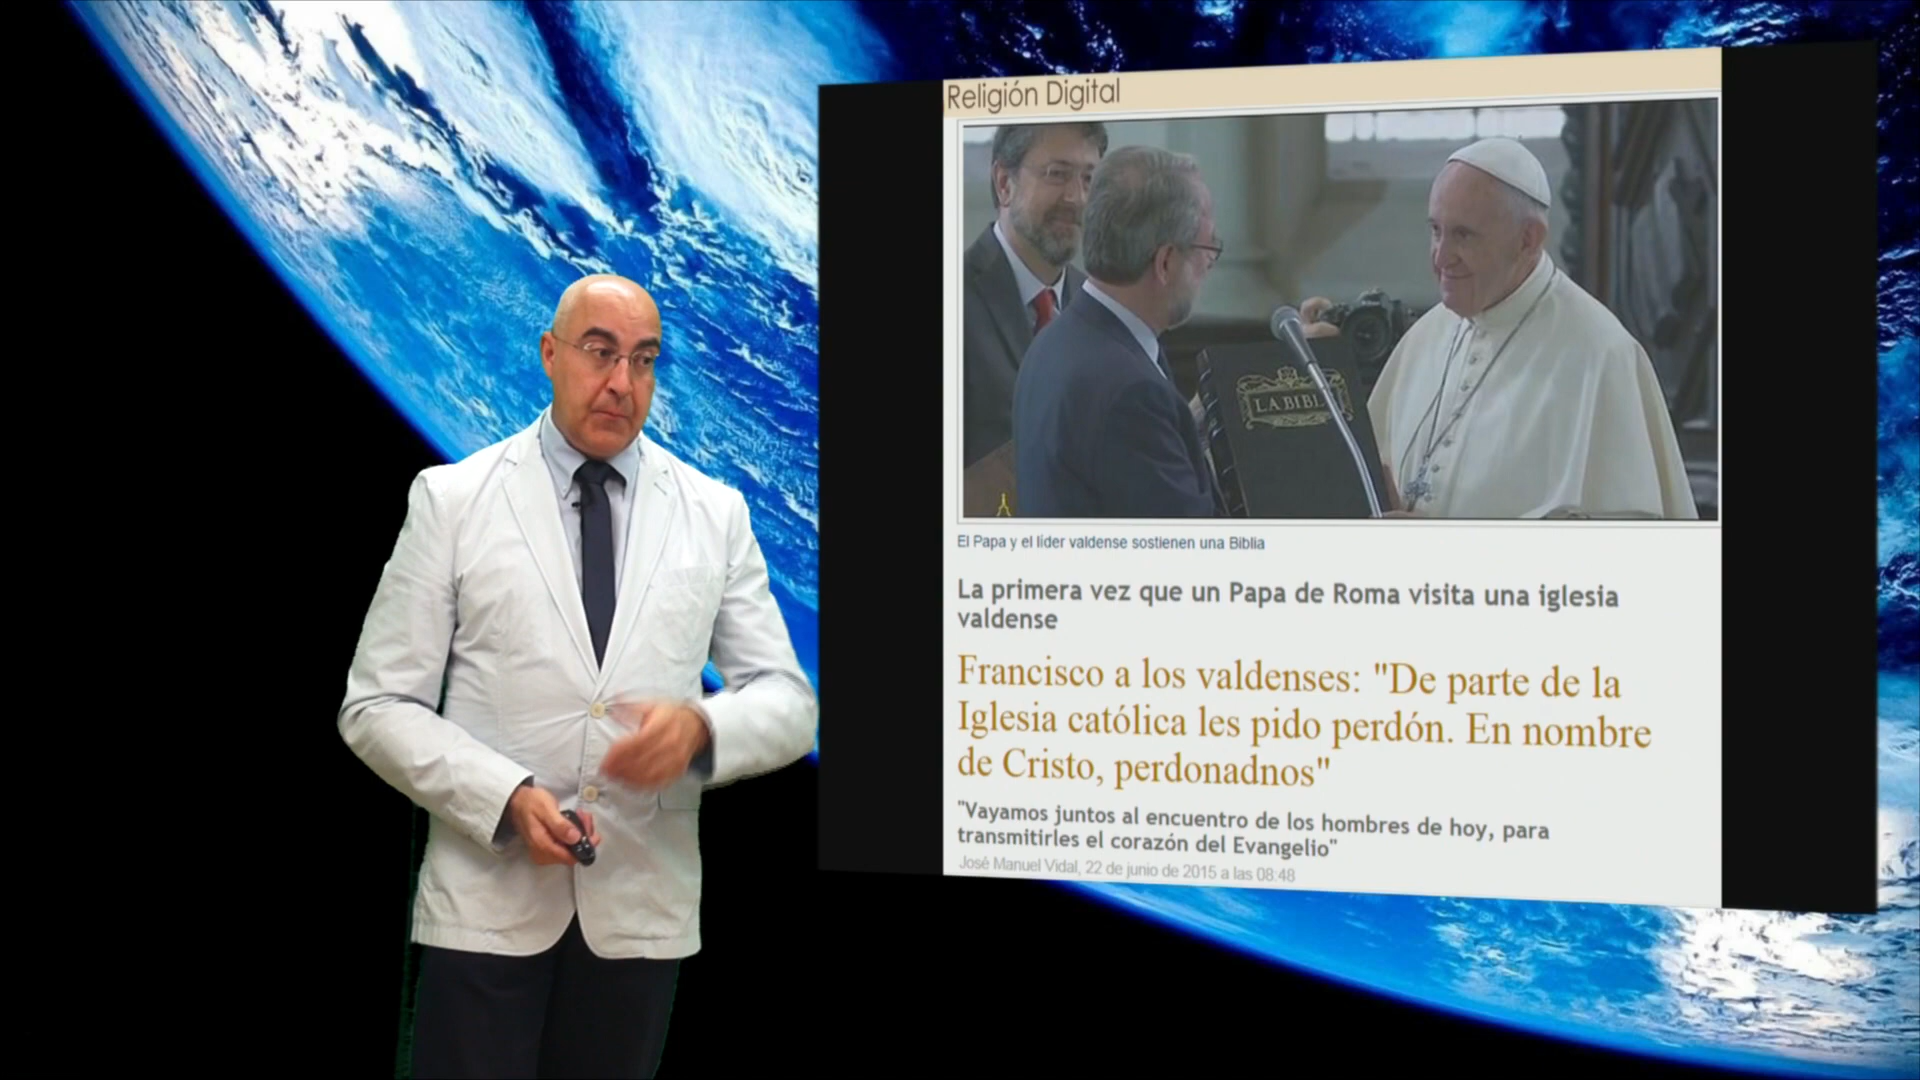 Religión Digital
LA BIBL
El Papa y el líder valdense sostienen una Biblia
La primera vez que un Papa de Roma visita una iglesia
valdense
Francisco a los valdenses: "De parte de la
Iglesia católica les pido perdón. En nombre
de Cristo, perdonadnos"
"Vayamos juntos al encuentro de los hombres de hoy, para
transmitirles el corazón del Evangelio"
José Manuel Vidal, 22 de junio de 2015 a las 08:48